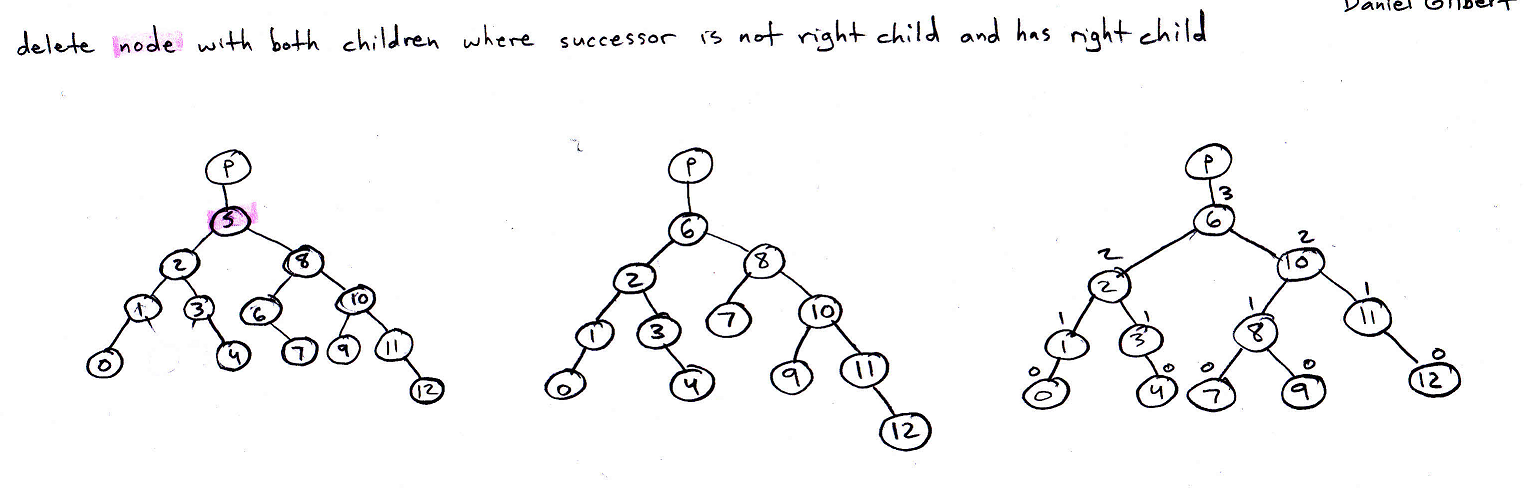 Daniel Gilbert
delete node with both children where successor is not right child and has right child
P
5
2 8
1 3 6 10
0 4 7 9 11
12
P
6
2 8
1 3 7 10
0 4 9 11
12
P
3
6
2 2
2 10
1 1 1 1
1 3 8 11
0 0 0 0 0
0 4 7 9 12